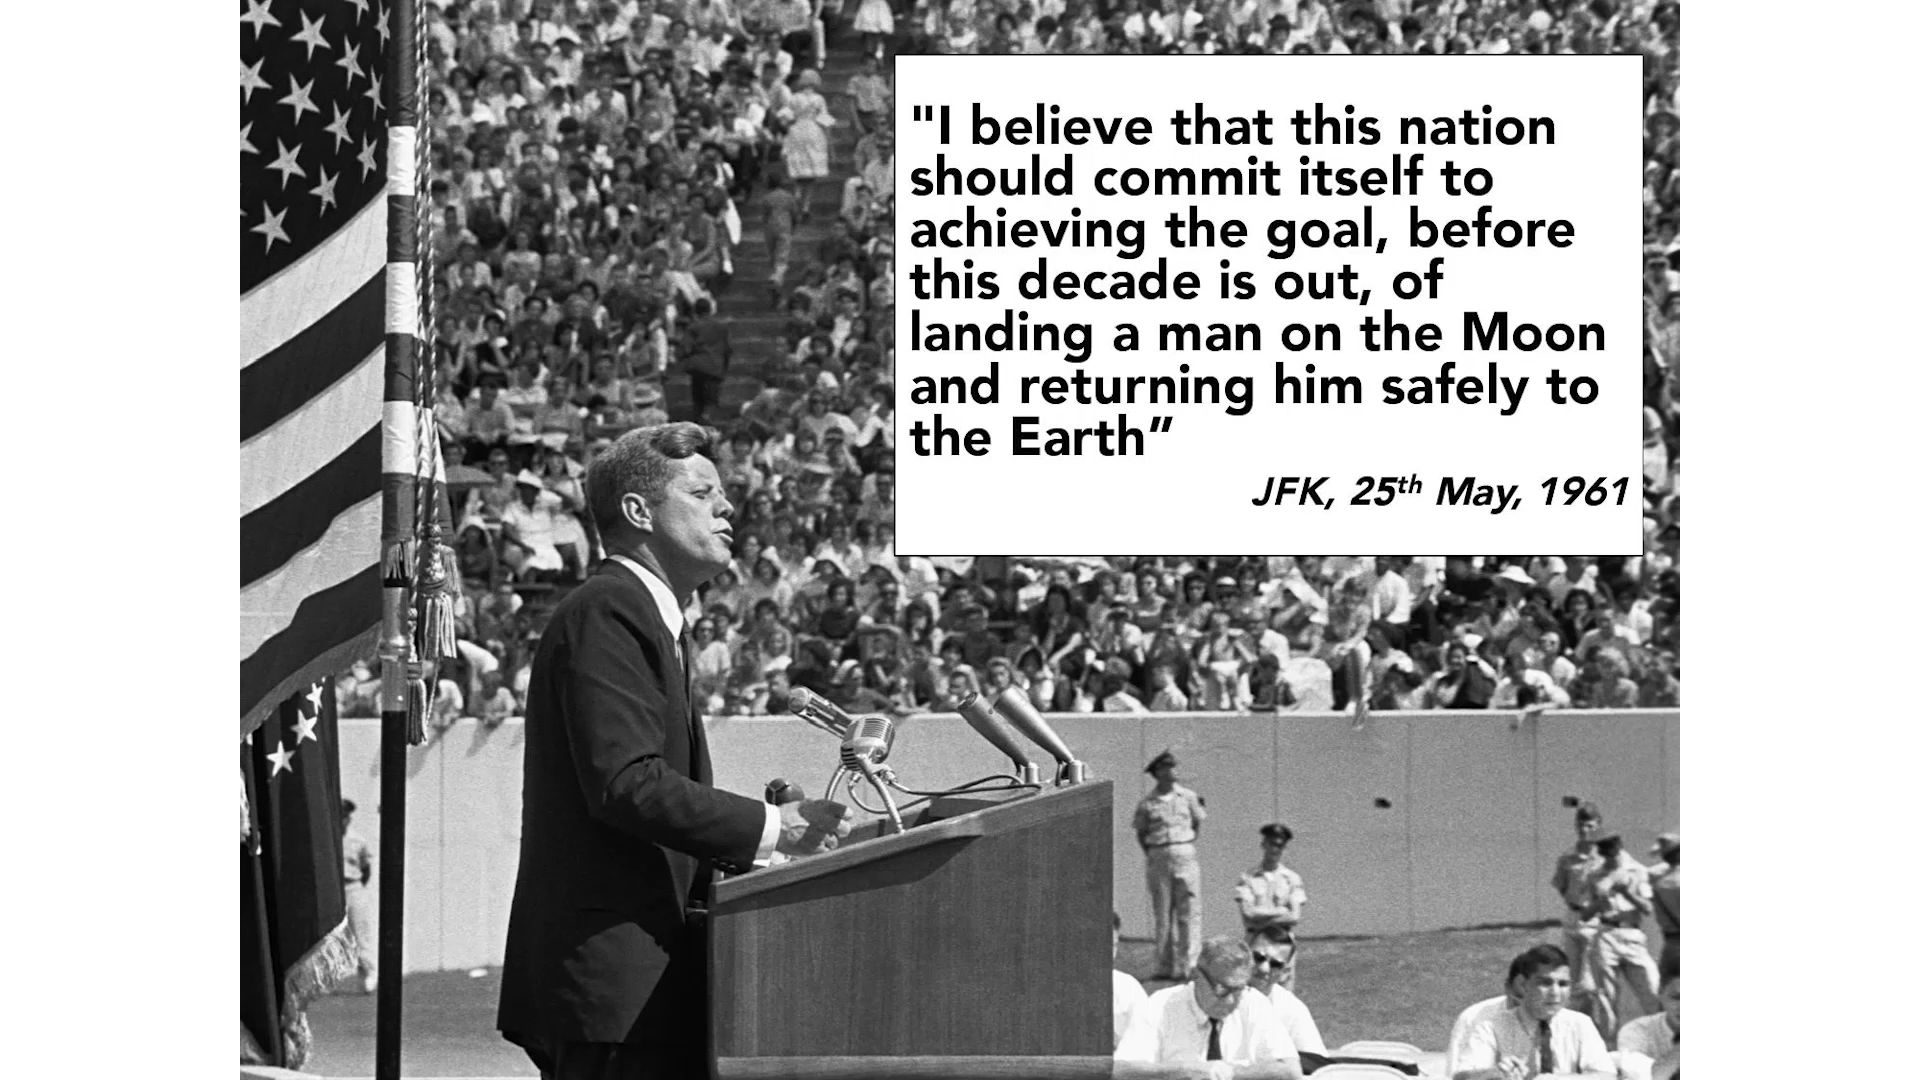 "I believe that this nation
should commit itself to
achieving the goal, before
this decade is out, of
landing a man on the Moon
and returning him safely to
the Earth”
JFK, 25th May, 1961